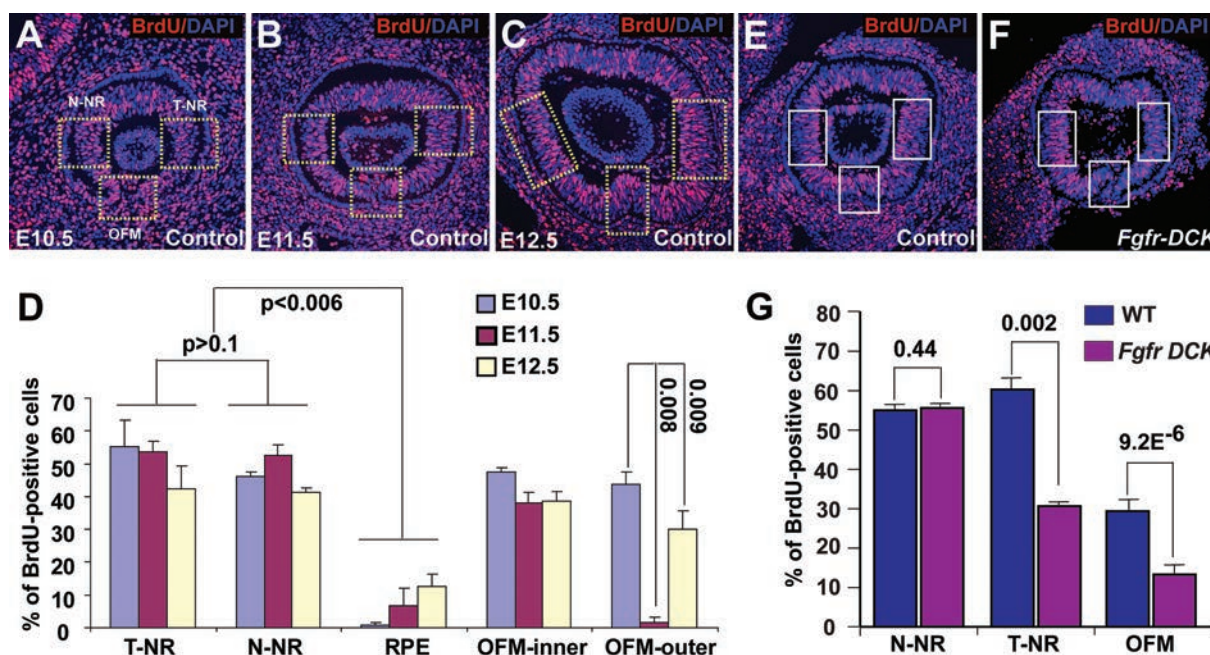 A BrdU/DAPI
N-NR T-NR
OFM
E10.5 Control
B BrdU/DAPI
E11.5 Control
C BrdU/DAPI
E12.5
E BrdU/DAPI
Control
F BrdU/DAPI
Fgfr-DCK
D
p<0.006
p>0.1
E10.5
E11.5
E12.5
0.008
0.009
% of BrdU-positive cells
70
60
50
40
30
20
10
0
T-NR N-NR RPE OFM-inner OFM-outer
G
WT
Fgfr DCK
0.44
0.002
9.2E-6
% of BrdU-positive cells
80
70
60
50
40
30
20
10
0
N-NR T-NR OFM